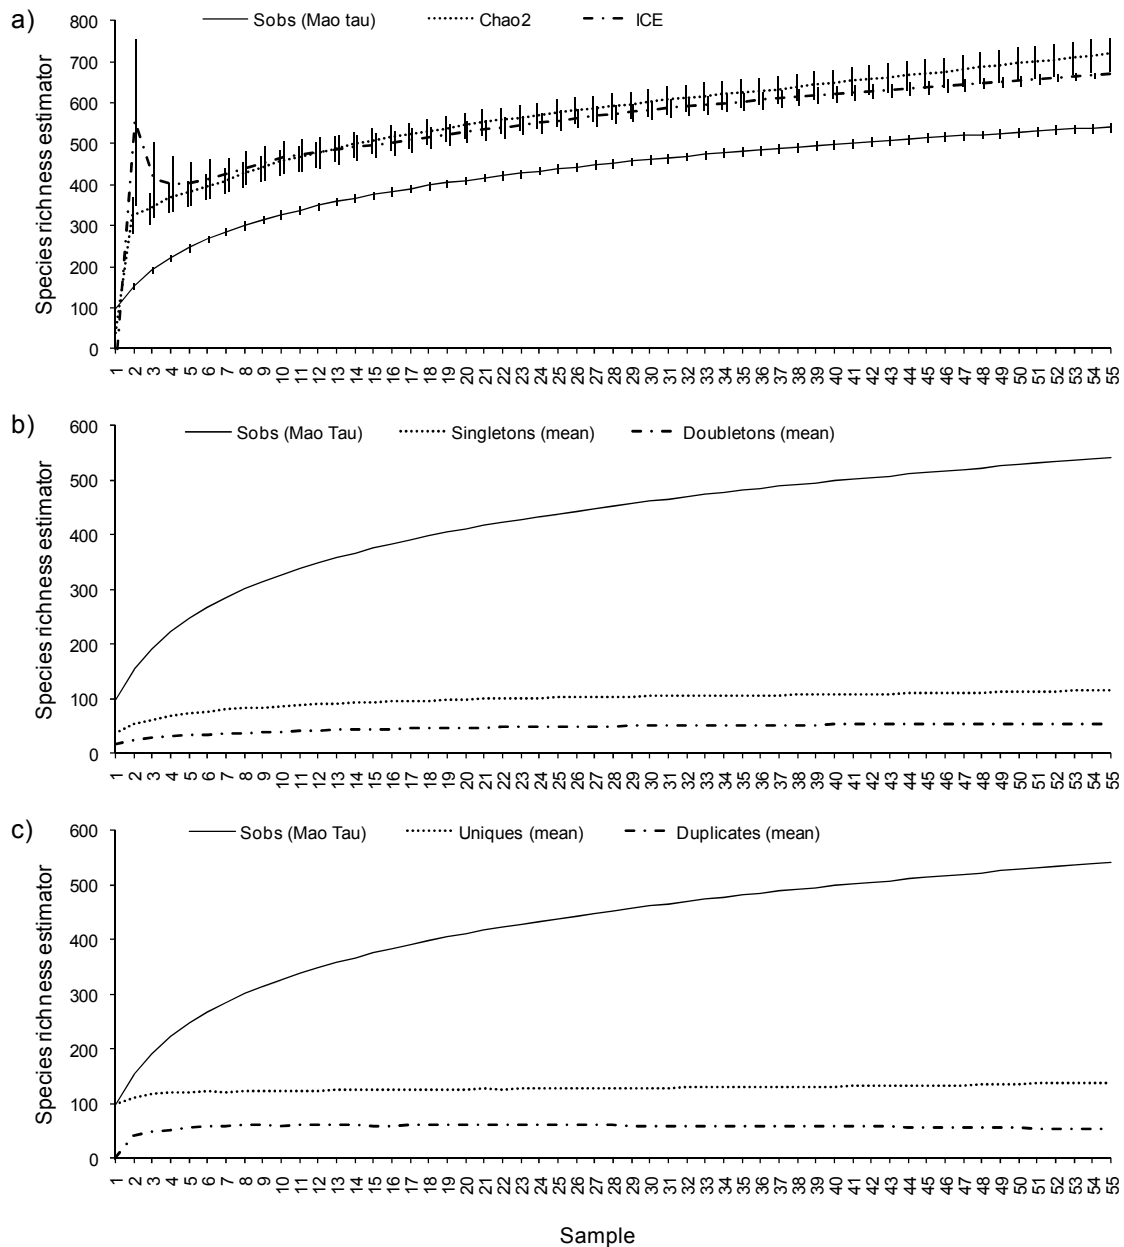 a)
Sobs (Mao tau) Chao2 ICE
Species richness estimator
800
700
600
500
400
300
200
100
0
1 2 3 4 5 6 7 8 9 10 11 12 13 14 15 16 17 18 19 20 21 22 23 24 25 26 27 28 29 30 31 32 33 34 35 36 37 38 39 40 41 42 43 44 45 46 47 48 49 50 51 52 53 54 55
b)
Sobs (Mao Tau) Singletons (mean) Doubletons (mean)
Species richness estimator
600
500
400
300
200
100
0
1 2 3 4 5 6 7 8 9 10 11 12 13 14 15 16 17 18 19 20 21 22 23 24 25 26 27 28 29 30 31 32 33 34 35 36 37 38 39 40 41 42 43 44 45 46 47 48 49 50 51 52 53 54 55
c)
Sobs (Mao Tau) Uniques (mean) Duplicates (mean)
Species richness estimator
600
500
400
300
200
100
0
1 2 3 4 5 6 7 8 9 10 11 12 13 14 15 16 17 18 19 20 21 22 23 24 25 26 27 28 29 30 31 32 33 34 35 36 37 38 39 40 41 42 43 44 45 46 47 48 49 50 51 52 53 54 55
Sample